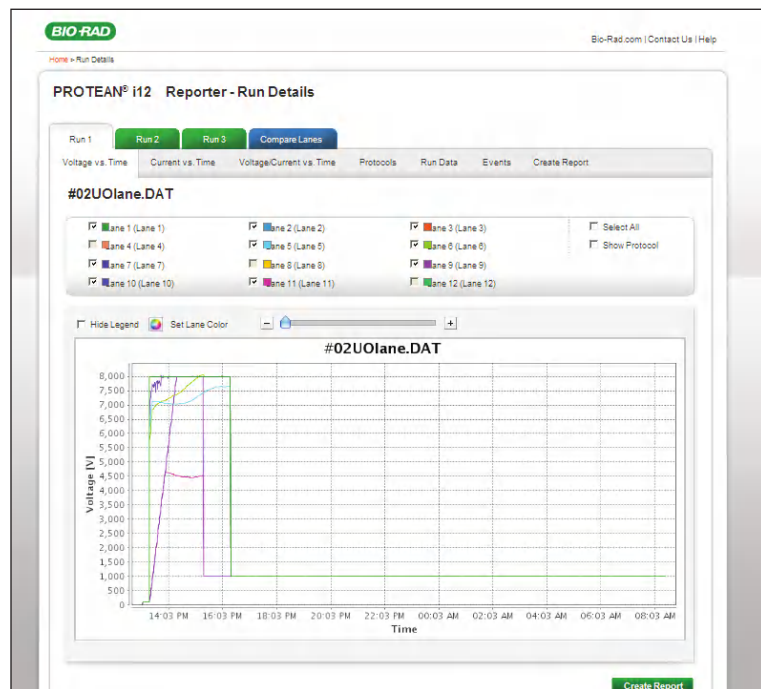 BIO-RAD
Bio-Rad.com | Contact Us | Help
Home > Run Details
PROTEAN® i12 Reporter - Run Details
Run 1 Run 2 Run 3 Compare Lanes
Voltage vs. Time Current vs. Time Voltage/Current vs. Time Protocols Run Data Events Create Report
#02UOlane.DAT
Lane 1 (Lane 1) Lane 2 (Lane 2) Lane 3 (Lane 3) Select All
Lane 4 (Lane 4) Lane 5 (Lane 5) Lane 6 (Lane 6) Show Protocol
Lane 7 (Lane 7) Lane 8 (Lane 8) Lane 9 (Lane 9)
Lane 10 (Lane 10) Lane 11 (Lane 11) Lane 12 (Lane 12)
Hide Legend Set Lane Color - +
#02UOlane.DAT
Voltage [V]
8,000
7,500
7,000
6,500
6,000
5,500
5,000
4,500
4,000
3,500
3,000
2,500
2,000
1,500
1,000
500
0
14:03 PM 16:03 PM 18:03 PM 20:03 PM 22:03 PM 00:03 AM 02:03 AM 04:03 AM 06:03 AM 08:03 AM
Time
Create Report